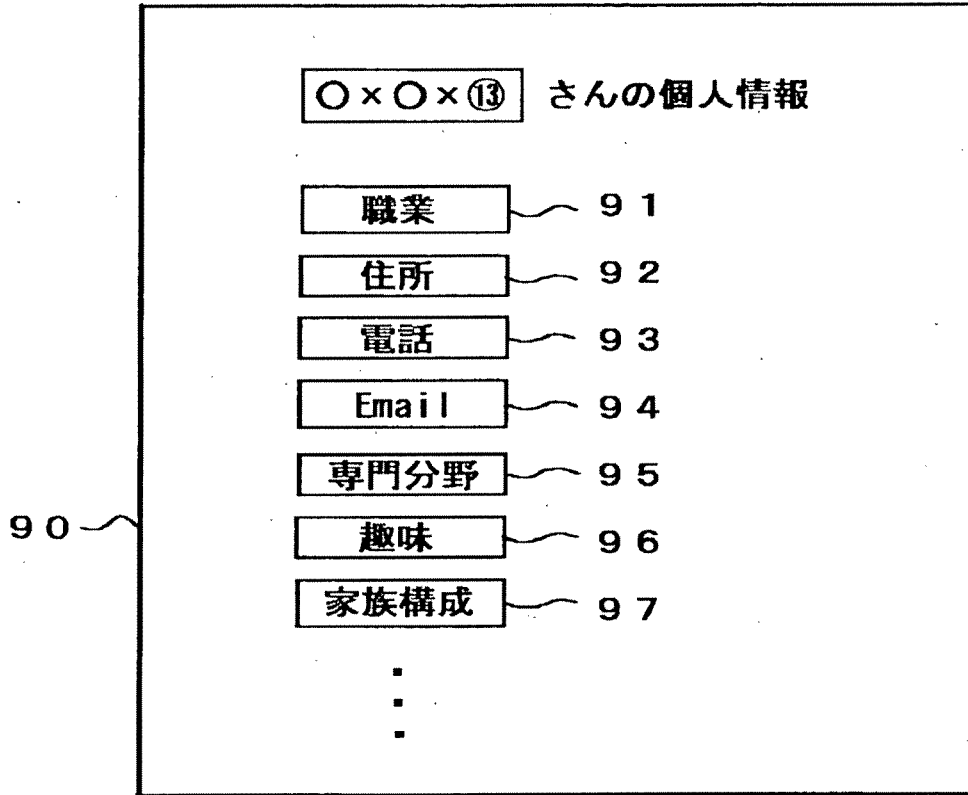 ○×○×⑬ さんの個人情報
職業 91
住所 92
電話 93
Email 94
専門分野 95
90
趣味 96
家族構成 97